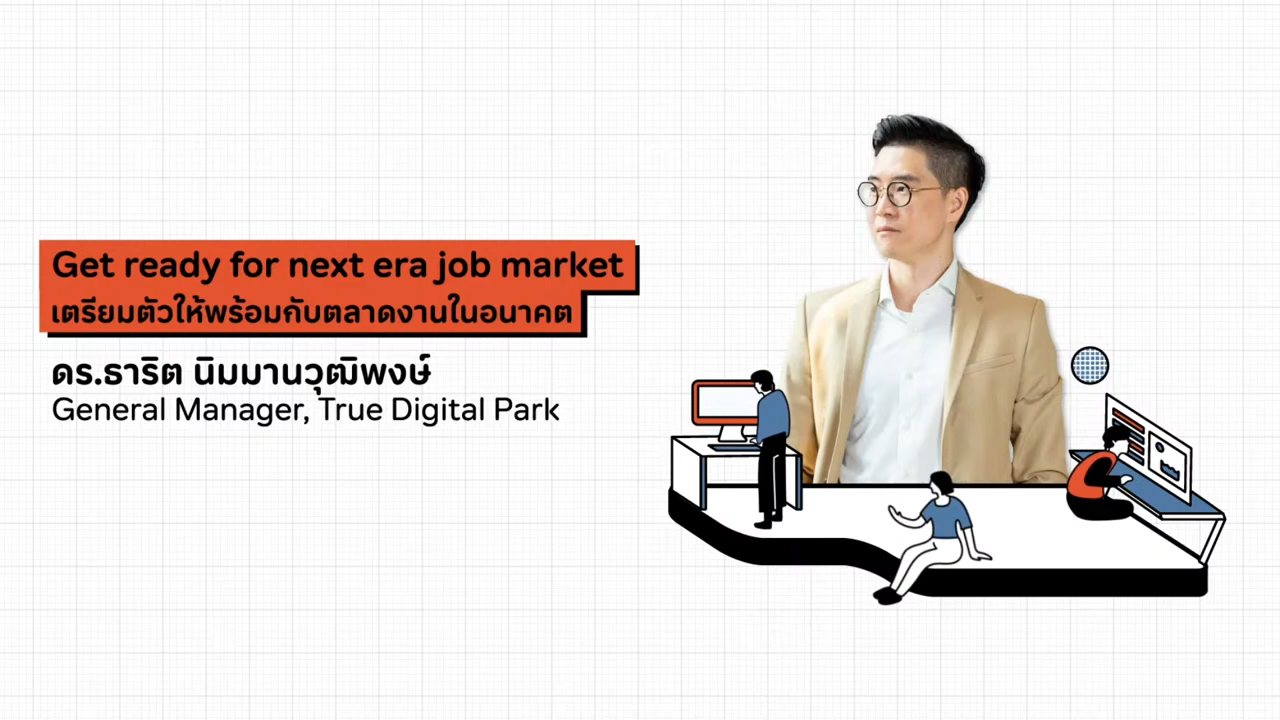 Get ready for next era job market
เตรียมตัวให้พร้อมกับตลาดงานในอนาคต
ดร.ธาริต นิมมานวุฒิพงษ์
General Manager, True Digital Park